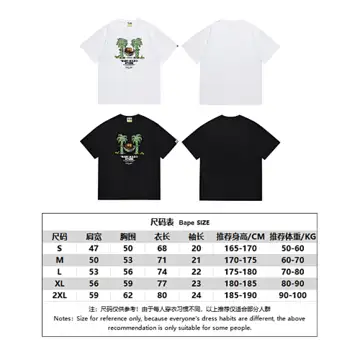 尺码表 Bape SIZE
尺码 肩宽 胸围 衣长 袖长 推荐身高/CM 推荐体重/KG
S 47 50 68 20 165-170 50-60
M 50 53 71 21 170-175 60-70
L 53 56 74 22 175-180 70-80
XL 56 59 77 23 180-185 80-90
2XL 59 62 80 24 185-190 90-100
注：尺码仅供参考：由于每人穿衣习惯不同，以上推荐仅适合部分人群
Notes: Size for reference only, because everyone's dress habits are different, the above
recommendation is only suitable for some people.